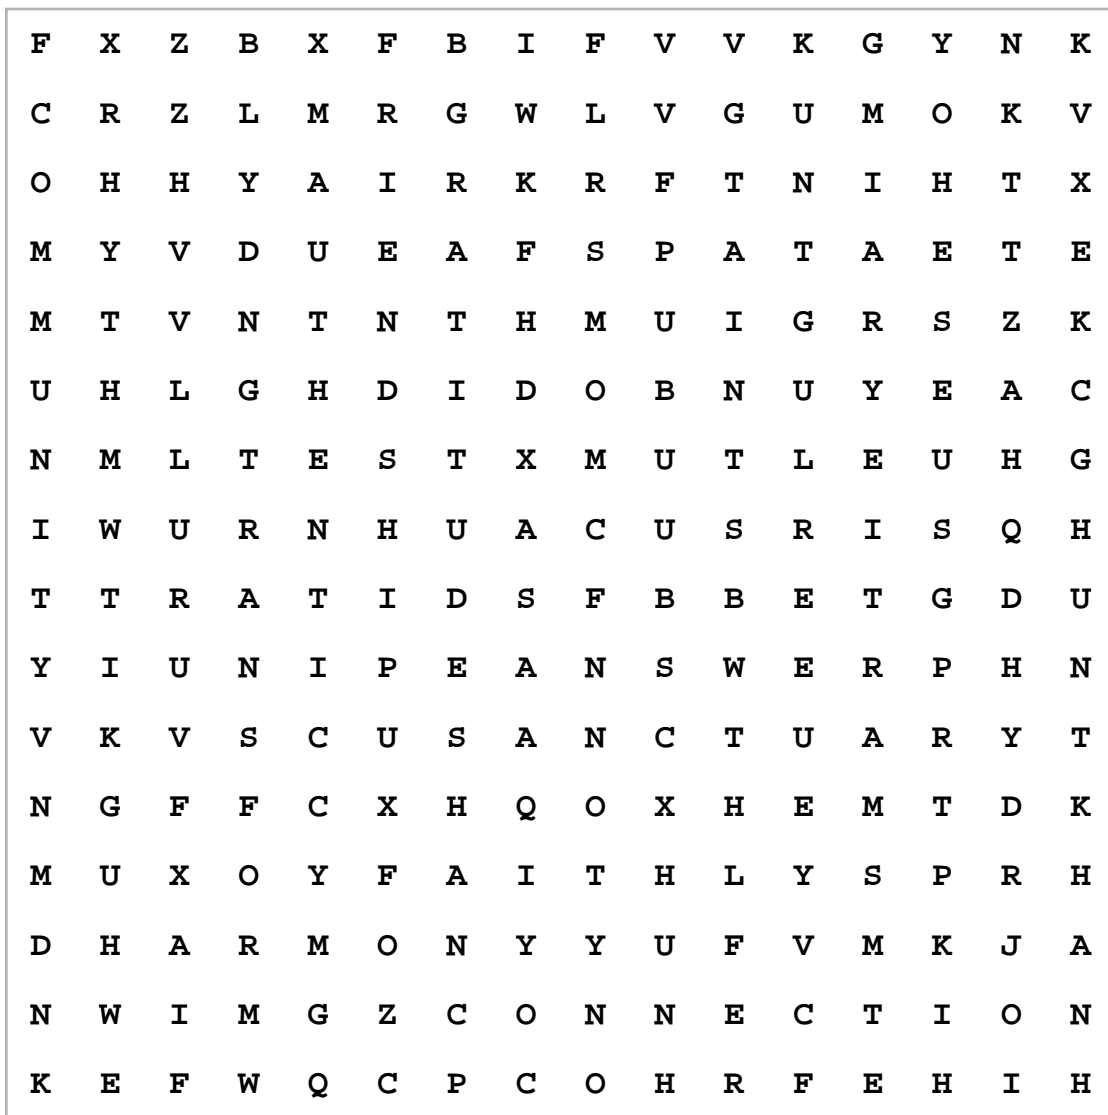 F X Z B X F B I F V V K G Y N K
C R Z L M R G W L V G U M O K V
O H H Y A I R K R F T N I H T X
M Y V D U E A F S P A T A E T E
M T V N T N T H M U I G R S Z K
U H L G H D I D O B N U Y E A C
N M L T E S T X M U T L E U H G
I W U R N H U A C U S R I S Q H
T T R A T I D S F B B E T G D U
Y I U N I P E A N S W E R P H N
V K V S C U S A N C T U A R Y T
N G F F C X H Q O X H E M T D K
M U X O Y F A I T H L Y S P R H
D H A R M O N Y Y U F V M K J A
N W I M G Z C O N N E C T I O N
K E F W Q C P C O H R F E H I H